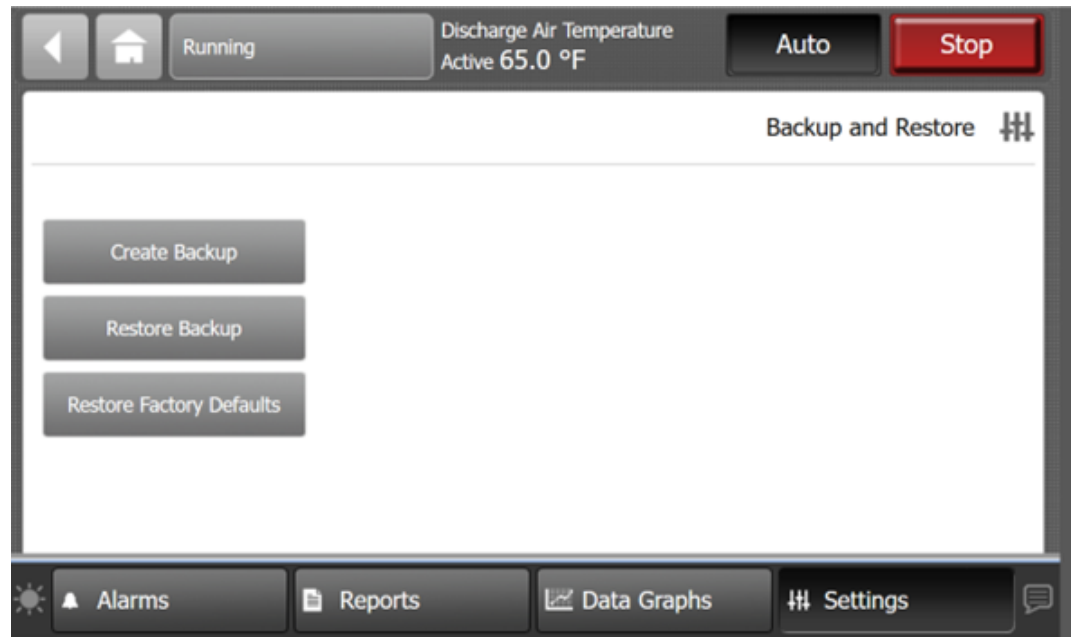 Running
Discharge Air Temperature
Active 65.0 °F
Auto
Stop
Backup and Restore
Create Backup
Restore Backup
Restore Factory Defaults
Alarms
Reports
Data Graphs
Settings